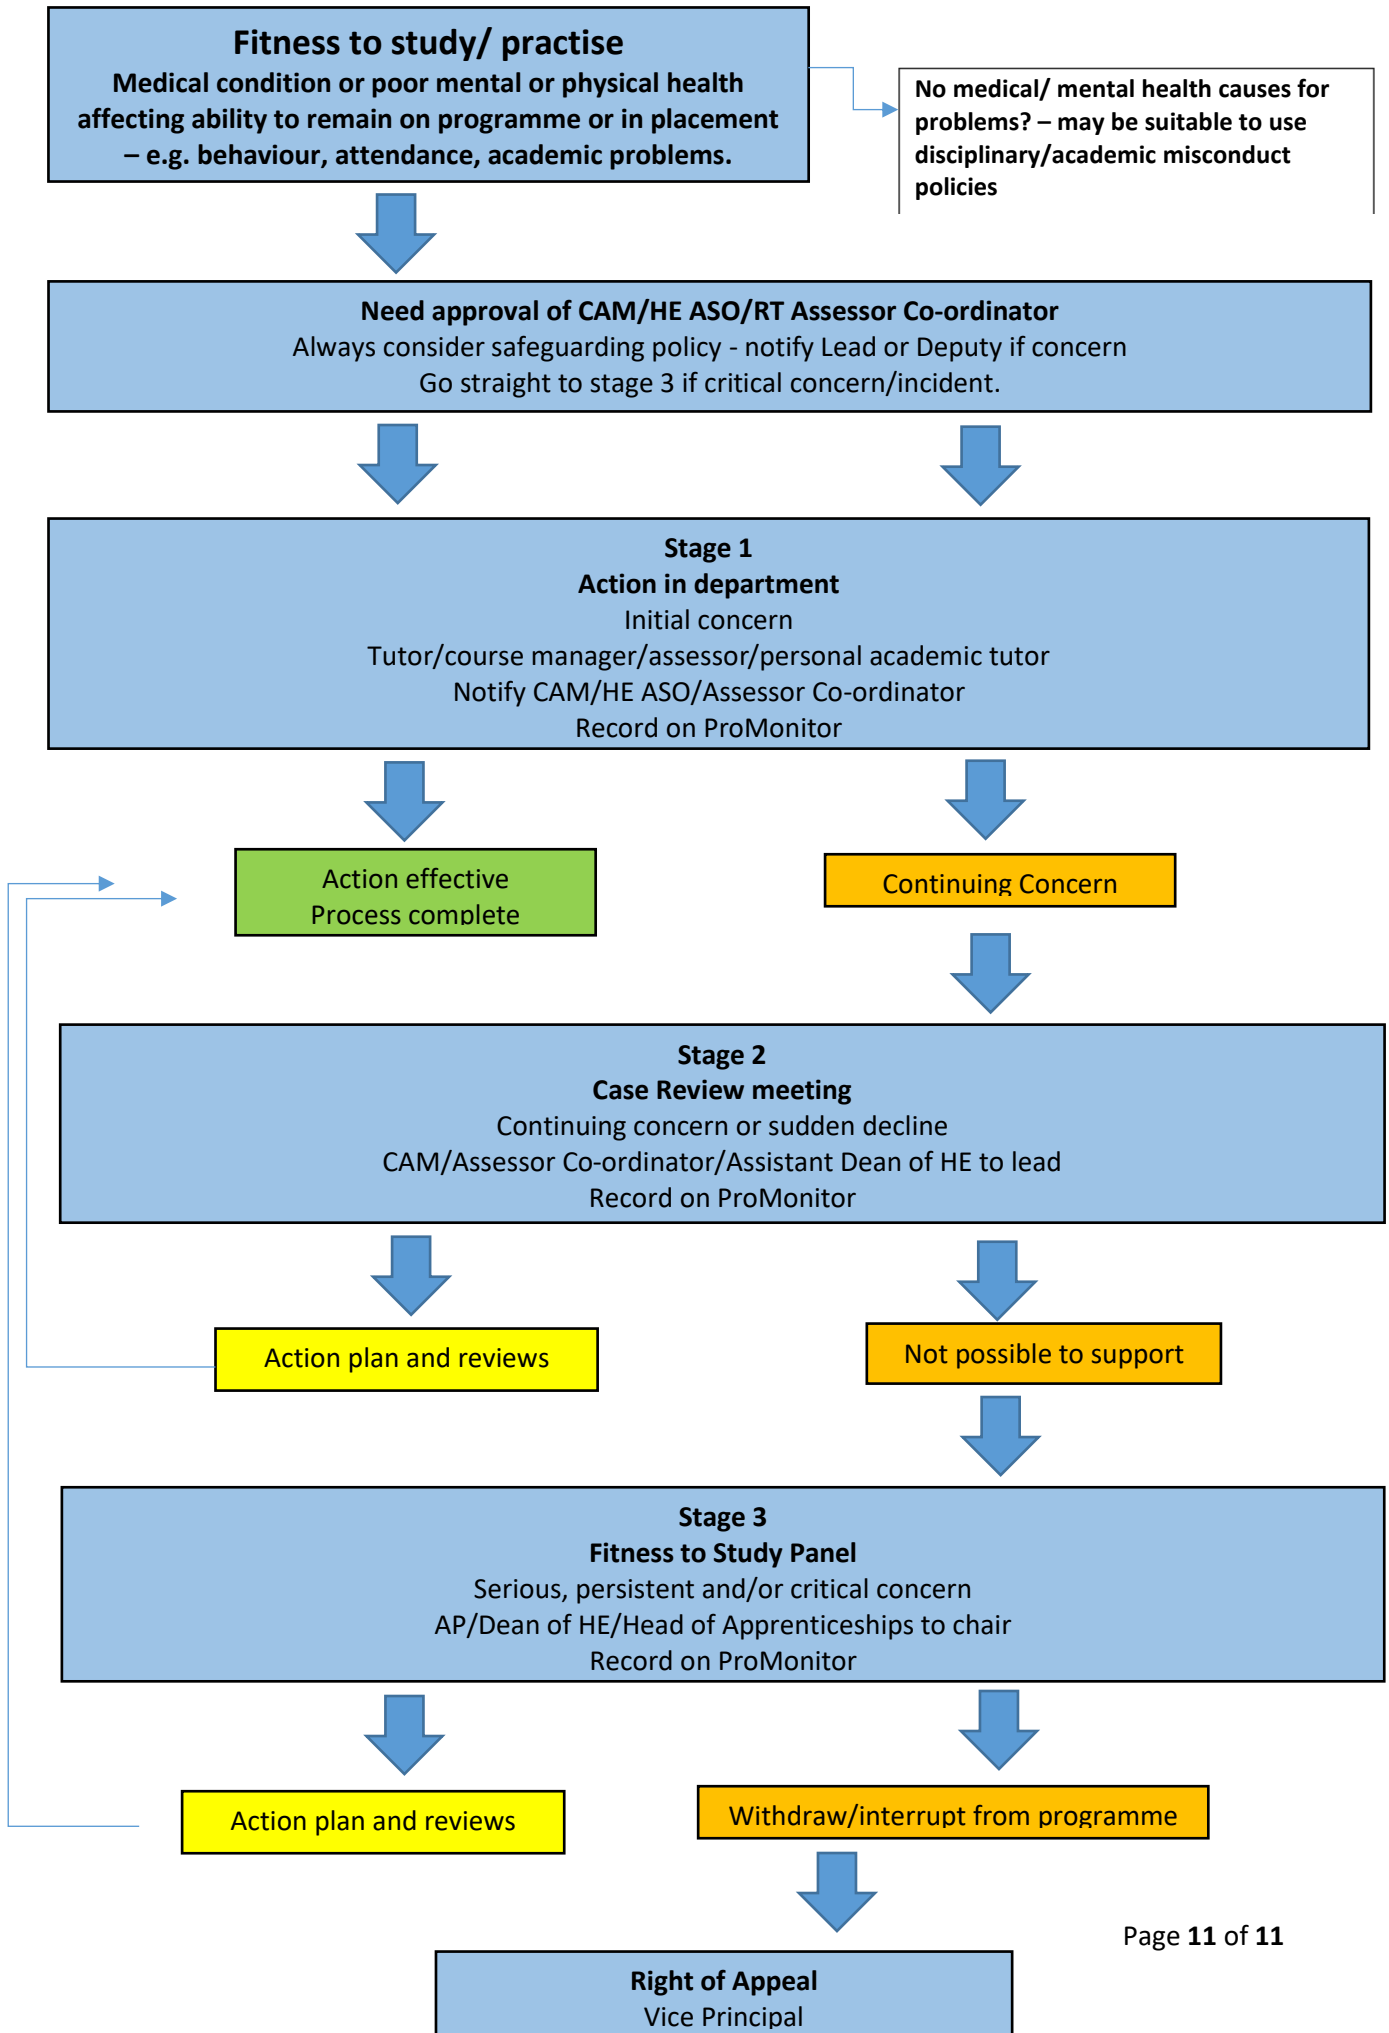 Fitness to study/ practise
Medical condition or poor mental or physical health
affecting ability to remain on programme or in placement
– e.g. behaviour, attendance, academic problems.
No medical/ mental health causes for
problems? – may be suitable to use
disciplinary/academic misconduct
policies
Need approval of CAM/HE ASO/RT Assessor Co-ordinator
Always consider safeguarding policy - notify Lead or Deputy if concern
Go straight to stage 3 if critical concern/incident.
Stage 1
Action in department
Initial concern
Tutor/course manager/assessor/personal academic tutor
Notify CAM/HE ASO/Assessor Co-ordinator
Record on ProMonitor
Action effective
Process complete
Continuing Concern
Stage 2
Case Review meeting
Continuing concern or sudden decline
CAM/Assessor Co-ordinator/Assistant Dean of HE to lead
Record on ProMonitor
Action plan and reviews
Not possible to support
Stage 3
Fitness to Study Panel
Serious, persistent and/or critical concern
AP/Dean of HE/Head of Apprenticeships to chair
Record on ProMonitor
Action plan and reviews
Withdraw/interrupt from programme
Page 11 of 11
Right of Appeal
Vice Principal